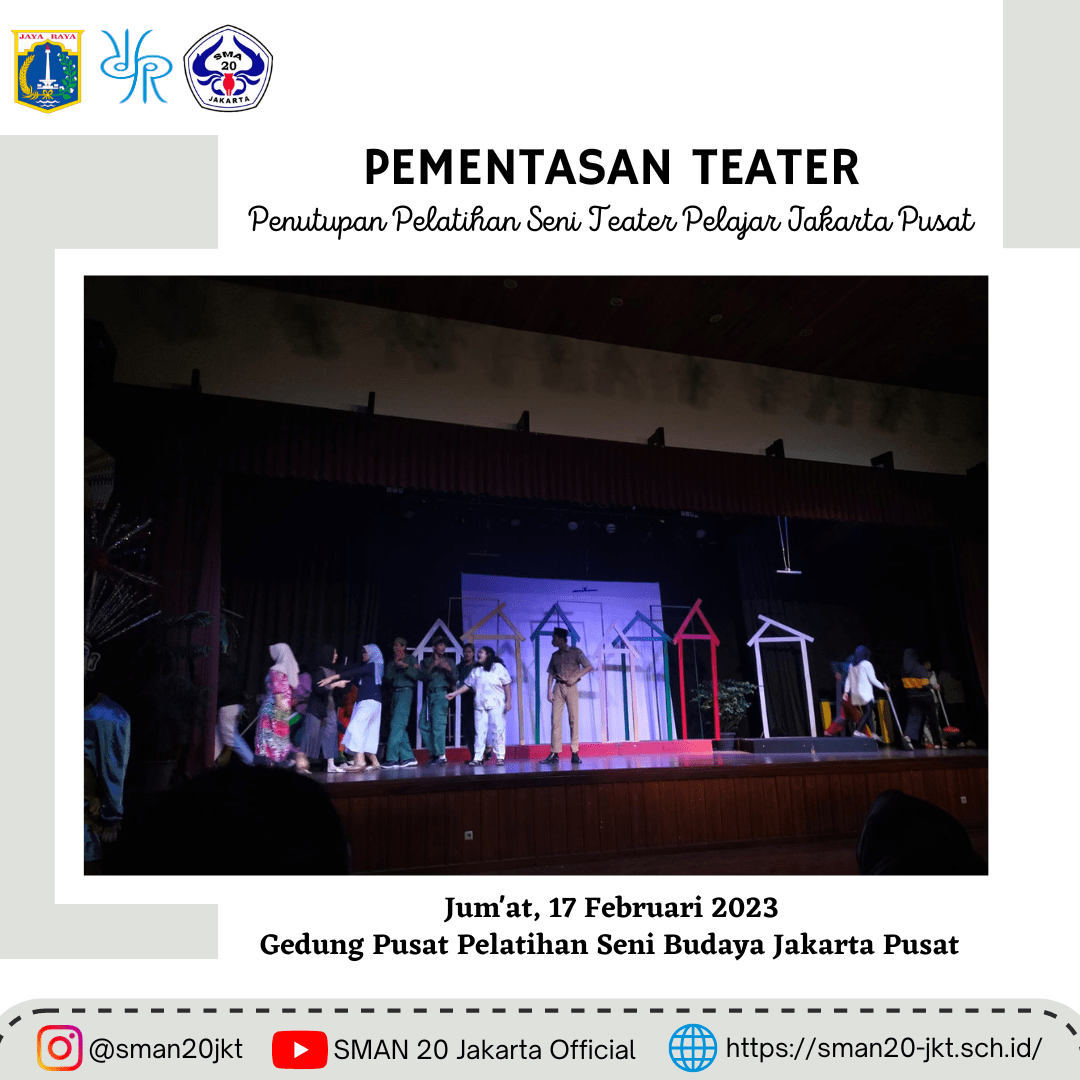 JAYA RAYA
SMA
20
JAKARTA
PEMENTASAN TEATER
Penutupan Pelatihan Seni Teater Pelajar Jakarta Pusat
Jum'at, 17 Februari 2023
Gedung Pusat Pelatihan Seni Budaya Jakarta Pusat
@sman20jkt
SMAN 20 Jakarta Official
https://sman20-jkt.sch.id/